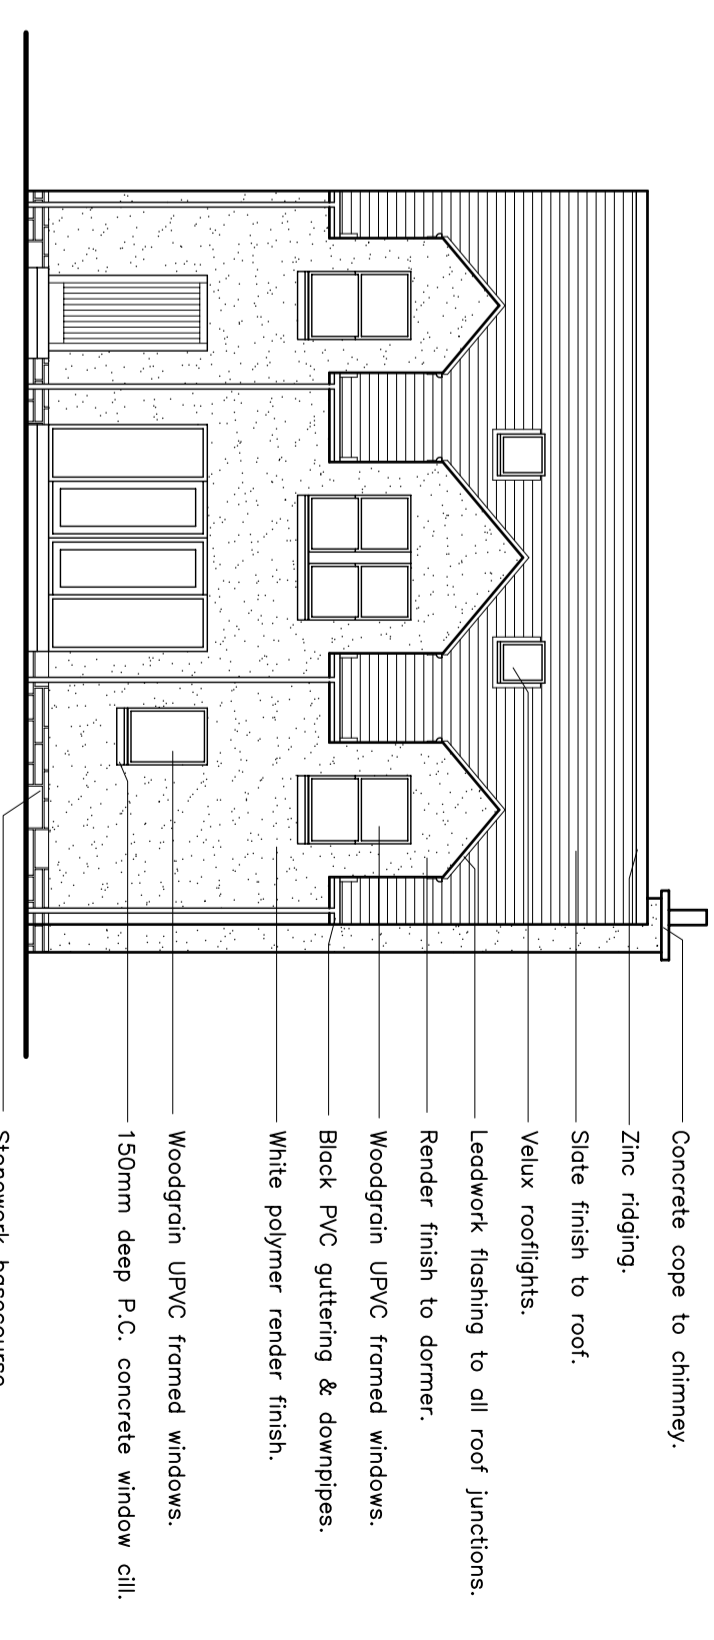 Concrete cope to chimney.
Zinc ridging.
Slate finish to roof.
Velux rooflights.
Leadwork flashing to all roof junctions.
Render finish to dormer.
Woodgrain UPVC framed windows.
Black PVC guttering & downpipes.
White polymer render finish.
Woodgrain UPVC framed windows.
150mm deep P.C. concrete window cill.
Stonework basecourse